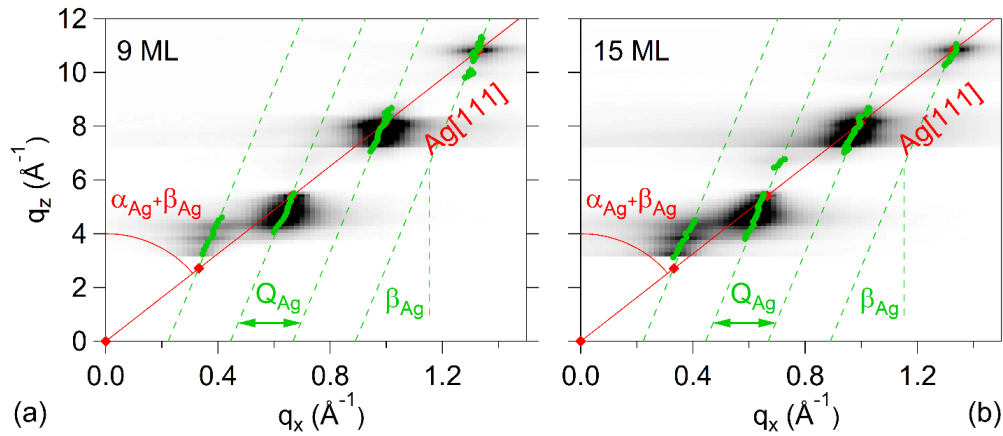 12
10
8
6
4
2
0
q_z (Å⁻¹)
9 ML
Ag[111]
α_Ag+β_Ag
Q_Ag
β_Ag
0.0 0.4 0.8 1.2
(a) q_x (Å⁻¹)
15 ML
Ag[111]
α_Ag+β_Ag
Q_Ag
β_Ag
0
0.0 0.4 0.8 1.2
q_x (Å⁻¹) (b)